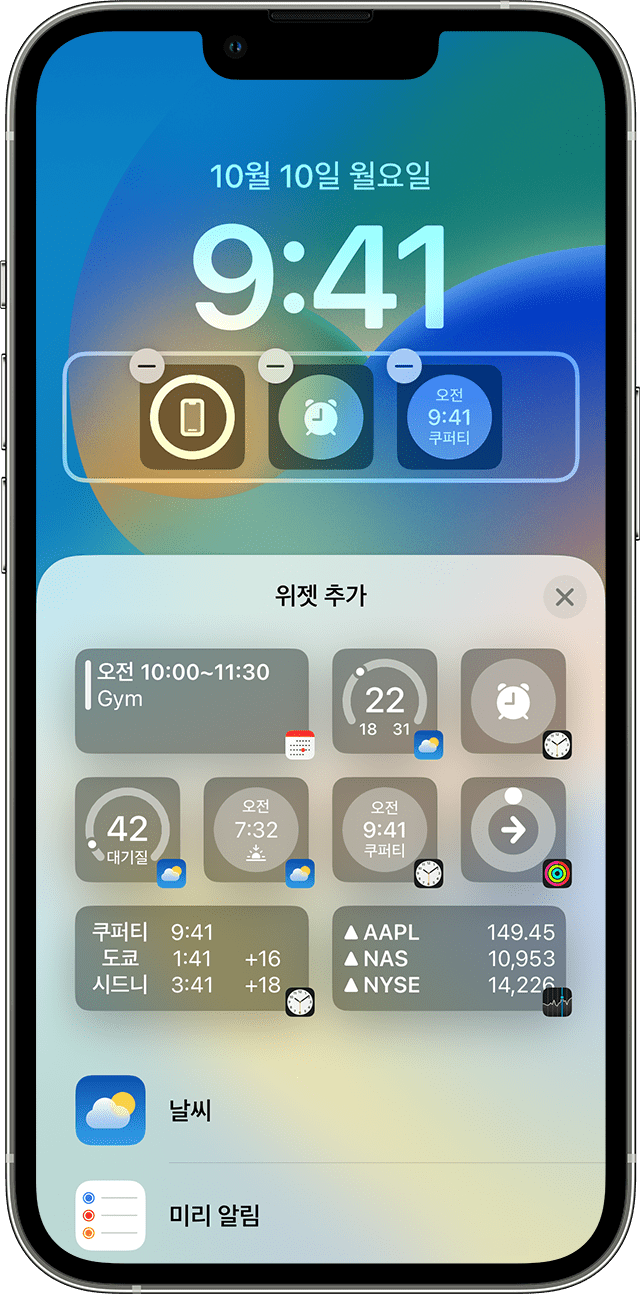 10월 10일 월요일
9:41
오전
9:41
쿠퍼티
위젯 추가
오전 10:00~11:30
Gym
22
18 31
42
대기질
오전
7:32
오전
9:41
쿠퍼티
쿠퍼티 9:41
도쿄 1:41 +16
시드니 3:41 +18
AAPL 149.45
NAS 10,953
NYSE 14,226
날씨
미리 알림